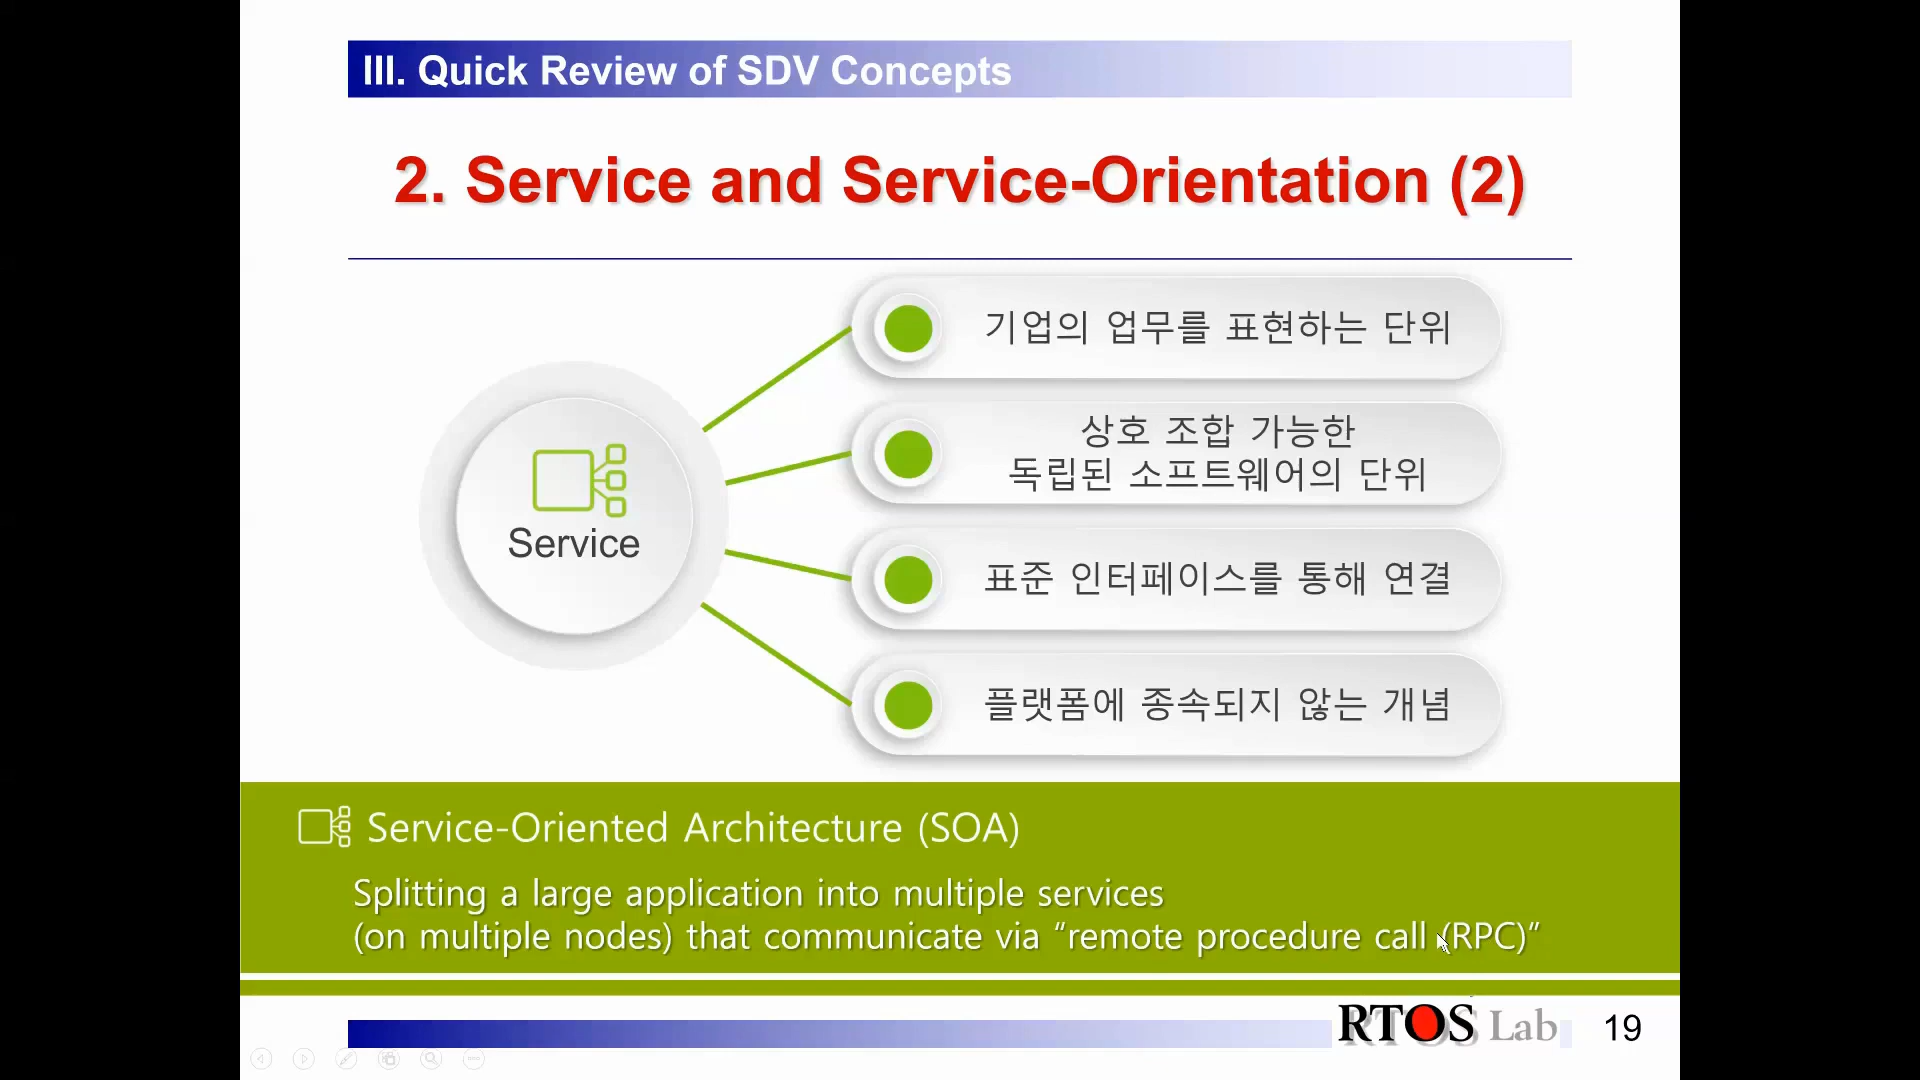 III. Quick Review of SDV Concepts
2. Service and Service-Orientation (2)
기업의 업무를 표현하는 단위
상호 조합 가능한
독립된 소프트웨어의 단위
Service
표준 인터페이스를 통해 연결
플랫폼에 종속되지 않는 개념
Service-Oriented Architecture (SOA)
Splitting a large application into multiple services
(on multiple nodes) that communicate via “remote procedure call (RPC)”
RTOS Lab
19